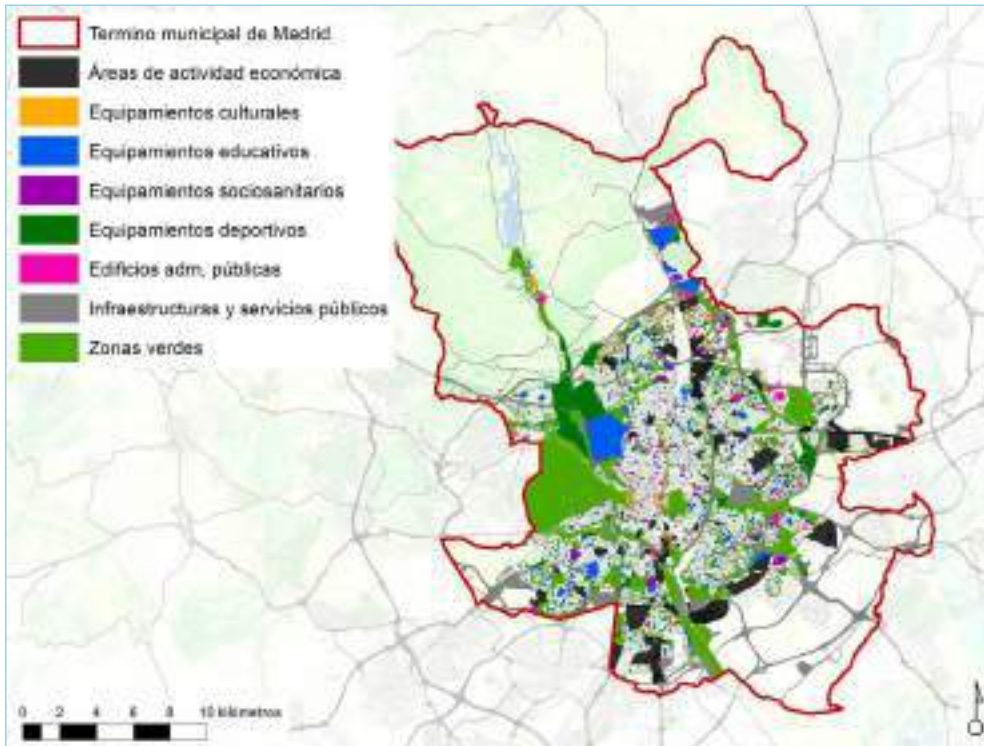 Termino municipal de Madrid
Áreas de actividad económica
Equipamientos culturales
Equipamientos educativos
Equipamientos sociosanitarios
Equipamientos deportivos
Edificios adm. públicas
Infraestructuras y servicios públicos
Zonas verdes
0 2 4 6 8 10 kilómetros